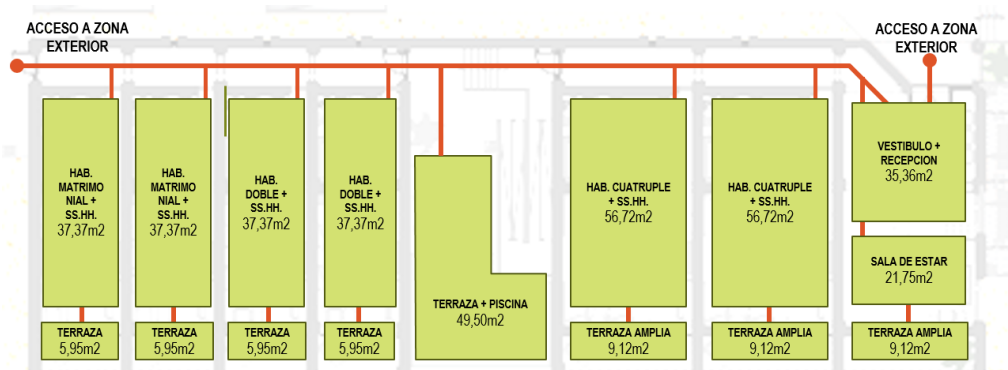 ACCESO A ZONA
EXTERIOR
ACCESO A ZONA
EXTERIOR
HAB.
MATRIMO
NIAL +
SS.HH.
37,37m2
HAB.
MATRIMO
NIAL +
SS.HH.
37,37m2
HAB.
DOBLE +
SS.HH.
37,37m2
HAB.
DOBLE +
SS.HH.
37,37m2
TERRAZA + PISCINA
49,50m2
HAB. CUATRUPLE
+ SS.HH.
56,72m2
HAB. CUATRUPLE
+ SS.HH.
56,72m2
VESTIBULO +
RECEPCION
35,36m2
SALA DE ESTAR
21,75m2
TERRAZA
5,95m2
TERRAZA
5,95m2
TERRAZA
5,95m2
TERRAZA
5,95m2
TERRAZA AMPLIA
9,12m2
TERRAZA AMPLIA
9,12m2
TERRAZA AMPLIA
9,12m2